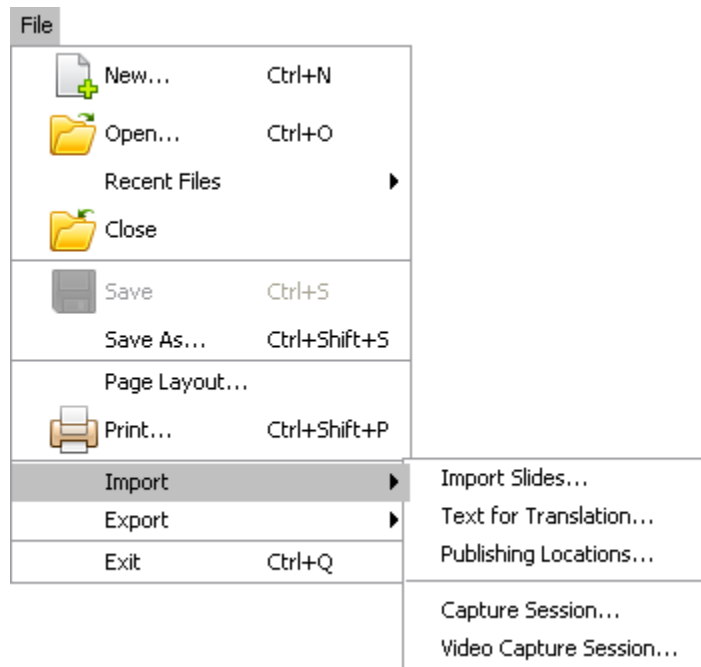 File
New... Ctrl+N
Open... Ctrl+O
Recent Files
Close
Save Ctrl+S
Save As... Ctrl+Shift+S
Page Layout...
Print... Ctrl+Shift+P
Import
Export
Exit Ctrl+Q
Import Slides...
Text for Translation...
Publishing Locations...
Capture Session...
Video Capture Session...